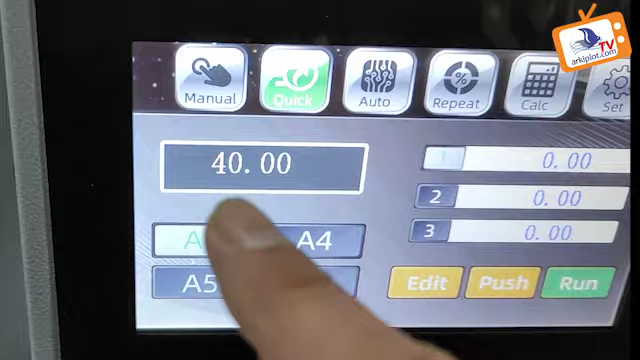 TV
arkiplot.com
Manual
Quick
Auto
%
Repeat
Calc
Set
40.00
1
0.00
2
0.00
3
0.00
A4
A5
Edit
Push
Run